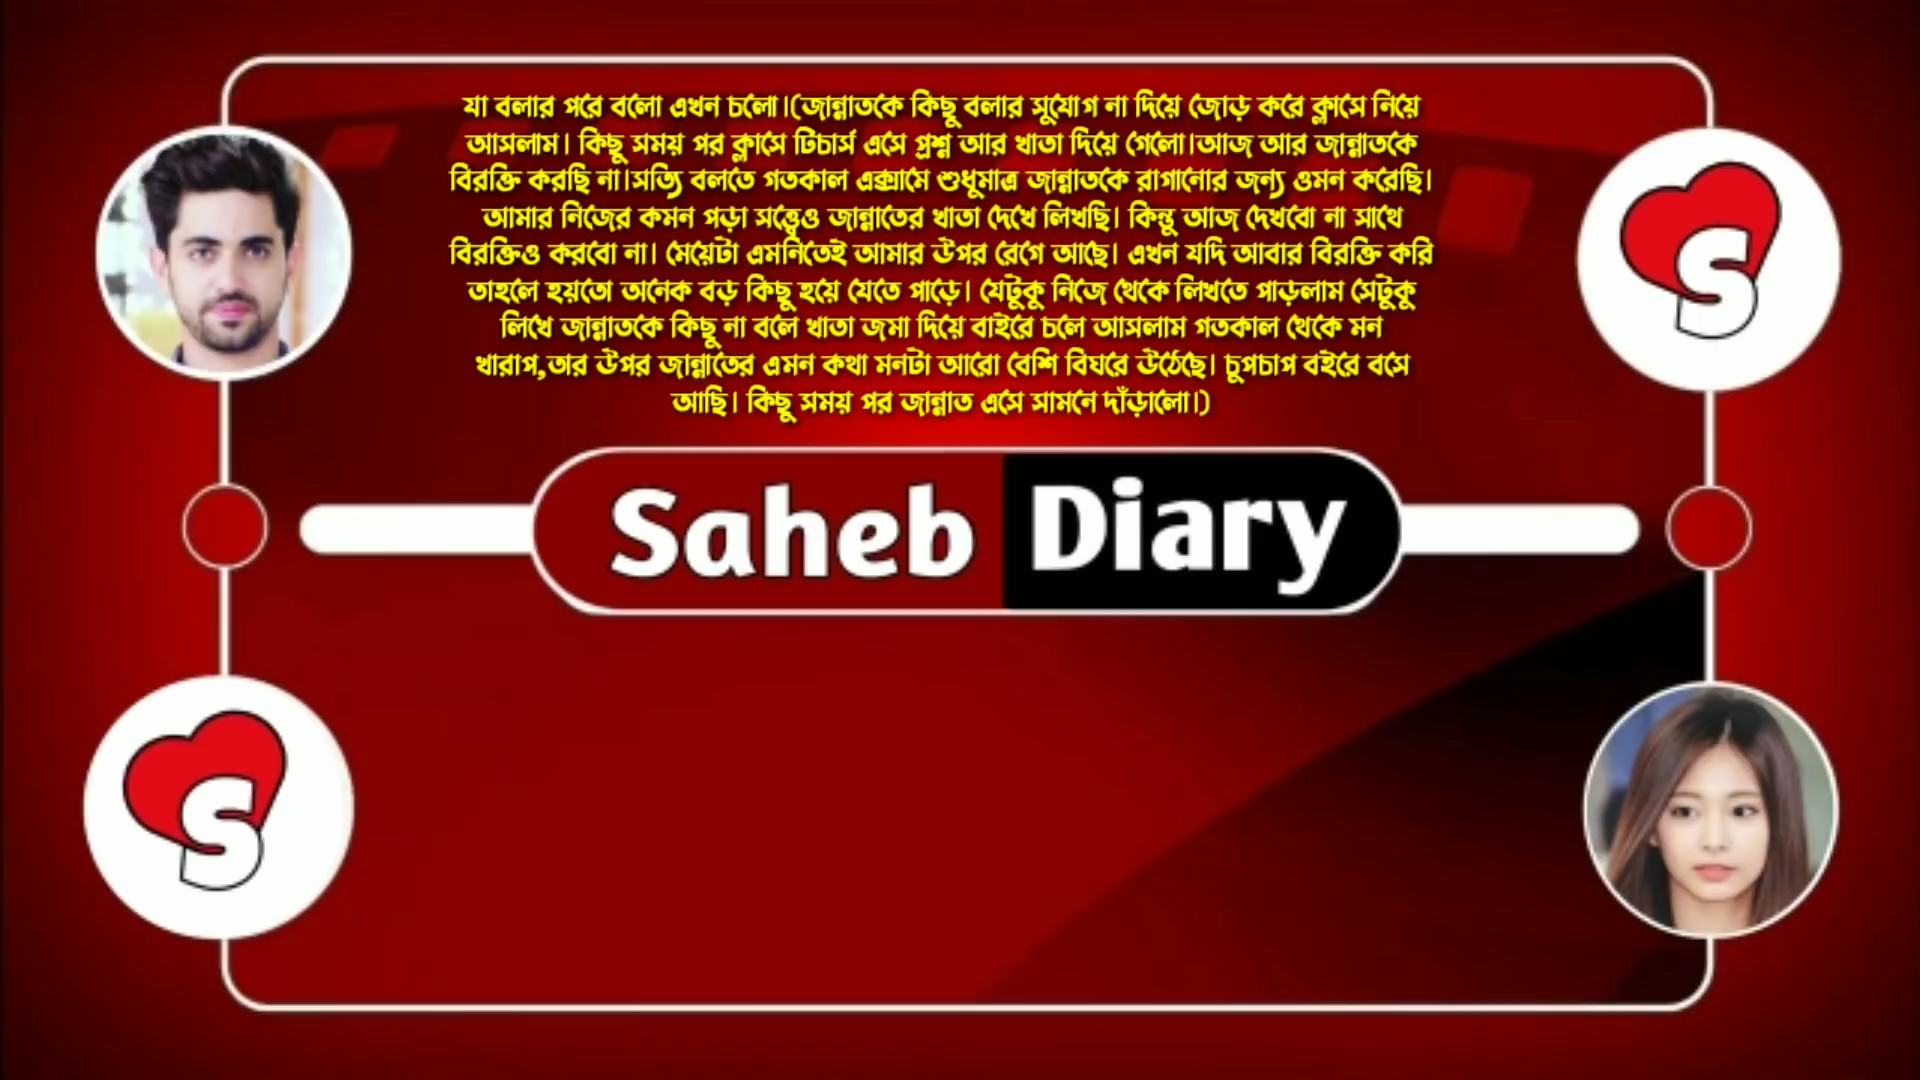 যা বলার পরে বলো এখন চলো।(জান্নাতকে কিছু বলার সুযোগ না দিয়ে জোড় করে ক্লাসে নিয়ে
আসলাম। কিছু সময় পর ক্লাসে টিচার্স এসে প্রশ্ন আর খাতা দিয়ে গেলো।আজ আর জান্নাতকে
বিরক্তি করছি না।সত্যি বলতে গতকাল এক্সামে শুধুমাত্র জান্নাতকে রাগানোর জন্য ওমন করেছি।
আমার নিজের কমন পড়া সত্ত্বেও জান্নাতের খাতা দেখে লিখছি। কিন্তু আজ দেখবো না সাথে
বিরক্তিও করবো না। মেয়েটা এমনিতেই আমার উপর রেগে আছে। এখন যদি আবার বিরক্তি করি
তাহলে হয়তো অনেক বড় কিছু হয়ে যেতে পাড়ে। যেটুকু নিজে থেকে লিখতে পাড়লাম সেটুকু
লিখে জান্নাতকে কিছু না বলে খাতা জমা দিয়ে বাইরে চলে আসলাম গতকাল থেকে মন
খারাপ,তার উপর জান্নাতের এমন কথা মনটা আরো বেশি বিঘরে উঠেছে। চুপচাপ বইরে বসে
আছি। কিছু সময় পর জান্নাত এসে সামনে দাঁড়ালো।)
S
Saheb Diary
S